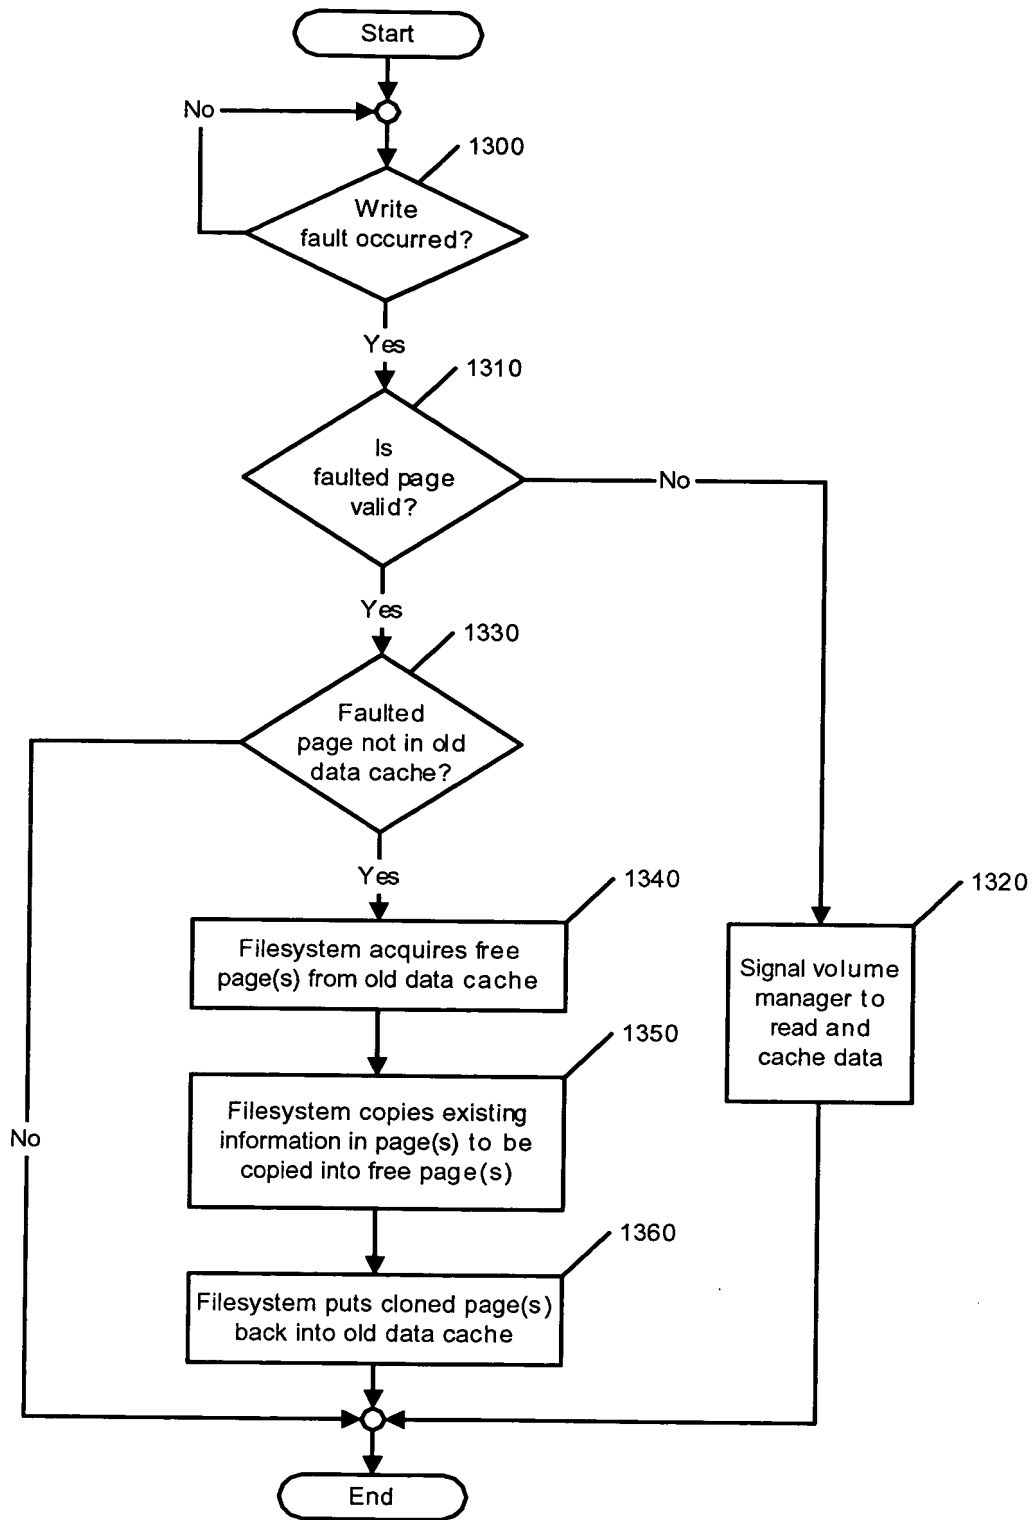 Start
No
1300
Write
fault occurred?
Yes
1310
Is
faulted page
valid?
No
Yes
1330
Faulted
page not in old
data cache?
Yes
1340
1320
Filesystem acquires free
page(s) from old data cache
Signal volume
manager to
read and
cache data
1350
Filesystem copies existing
information in page(s) to be
copied into free page(s)
No
1360
Filesystem puts cloned page(s)
back into old data cache
End